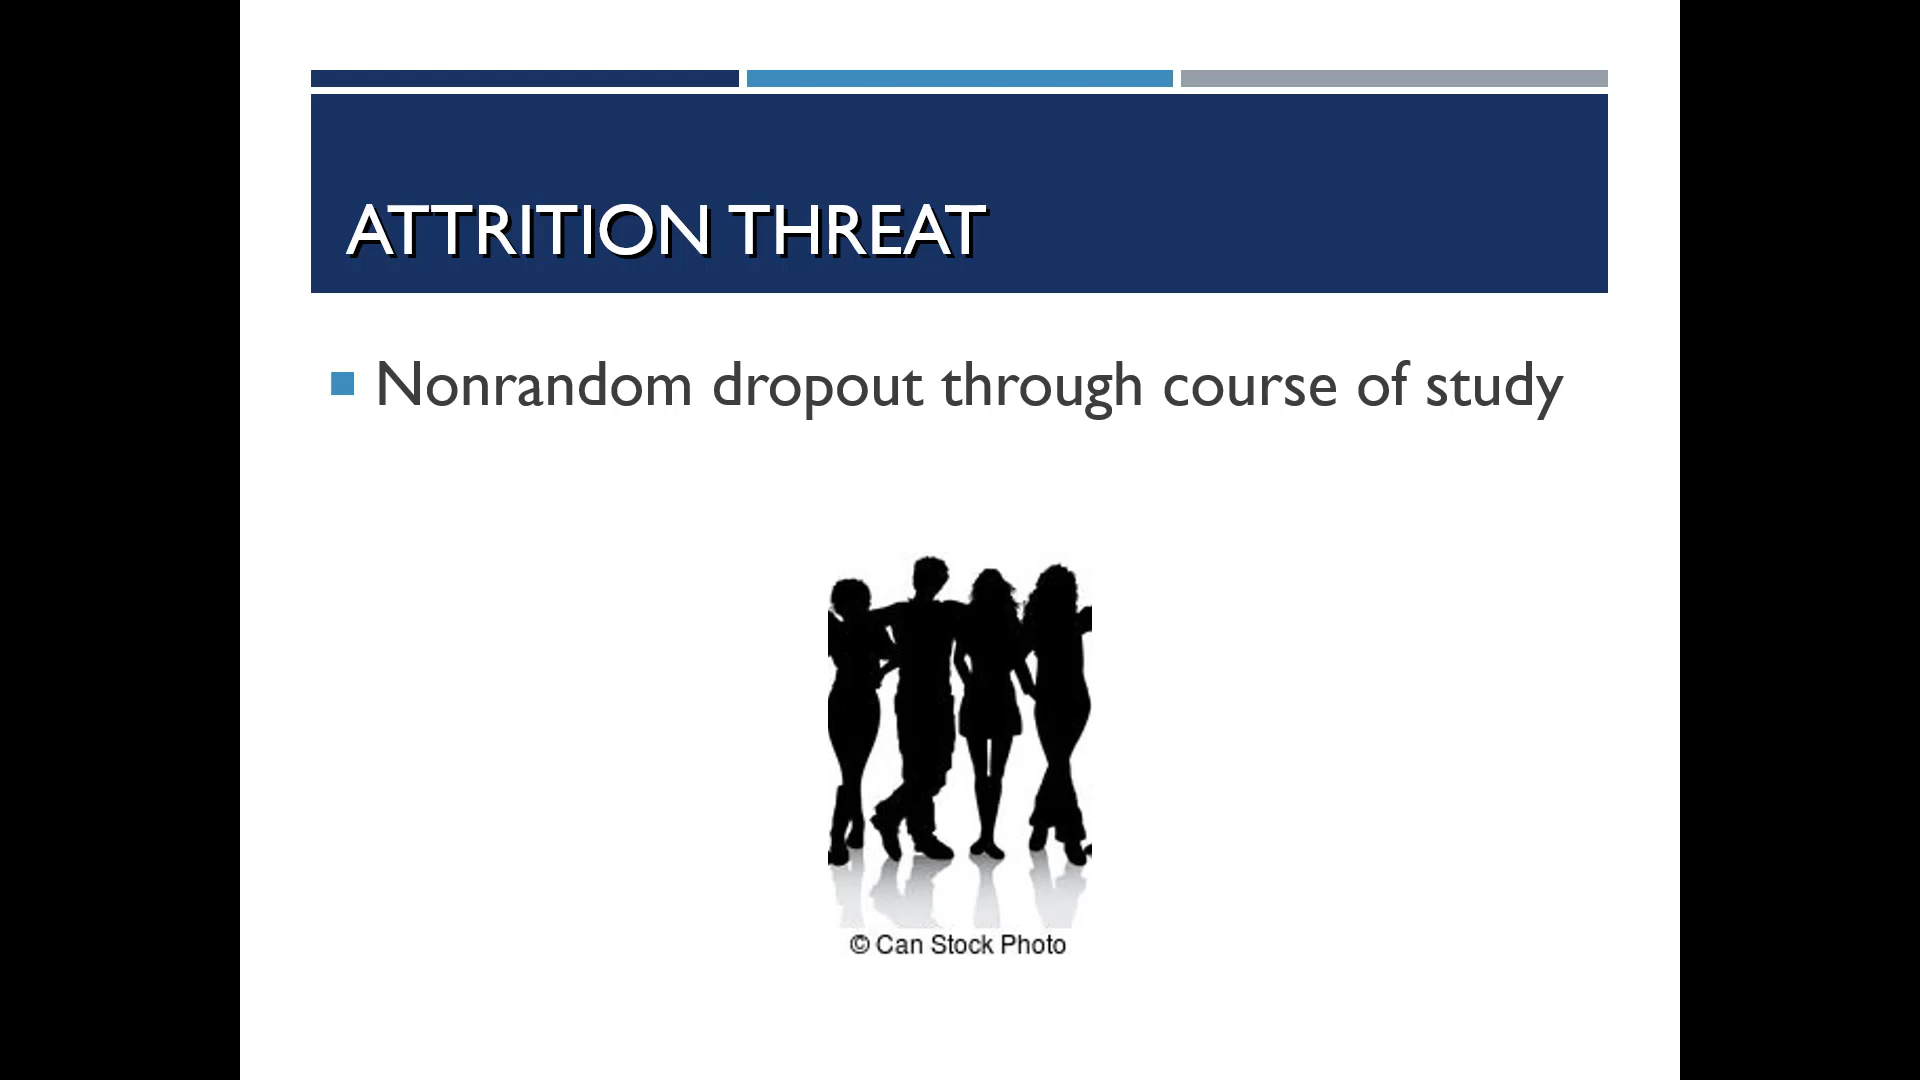 ATTRITION THREAT
Nonrandom dropout through course of study
© Can Stock Photo